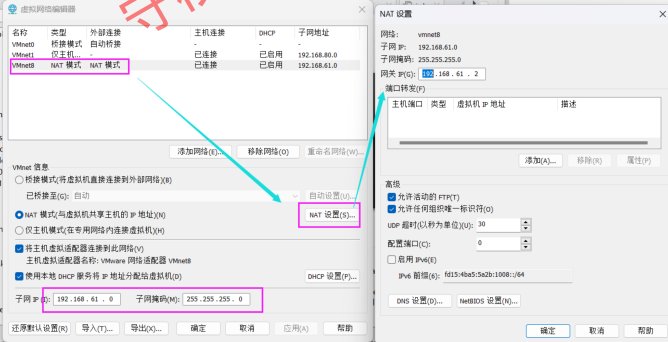 虚拟网络编辑器
名称 类型 外部连接 主机连接 DHCP 子网地址
VMnet0 桥接模式 自动桥接 - - -
VMnet1 仅主机... - 已连接 已启用 192.168.80.0
VMnet8 NAT 模式 NAT 模式 已连接 已启用 192.168.61.0
添加网络(E)... 移除网络(O) 重命名网络(W)...
VMnet 信息
桥接模式(将虚拟机直接连接到外部网络)(B)
已桥接至(G): 自动 自动设置(U)...
NAT 模式(与虚拟机共享主机的 IP 地址)(N) NAT 设置(S)...
仅主机模式(在专用网络内连接虚拟机)(H)
将主机虚拟适配器连接到此网络(V)
主机虚拟适配器名称: VMware 网络适配器 VMnet8
使用本地 DHCP 服务将 IP 地址分配给虚拟机(D) DHCP 设置(P)...
子网 IP (I): 192.168. 61 . 0 子网掩码(M): 255.255.255. 0
还原默认设置(R) 导入(T)... 导出(X)... 确定 取消 应用(A) 帮助
NAT 设置
网络: vmnet8
子网 IP: 192.168.61.0
子网掩码: 255.255.255.0
网关 IP(G): 192.168. 61 . 2
端口转发(F)
主机端口 类型 虚拟机 IP 地址 描述
添加(A)... 移除(R) 属性(P)
高级
允许活动的 FTP(T)
允许任何组织唯一标识符(O)
UDP 超时(以秒为单位)(U): 30
配置端口(C): 0
启用 IPv6(E)
IPv6 前缀(6): fd15:4ba5:5a2b:1008::/64
DNS 设置(D)... NetBIOS 设置(N)...
确定 取消 帮助